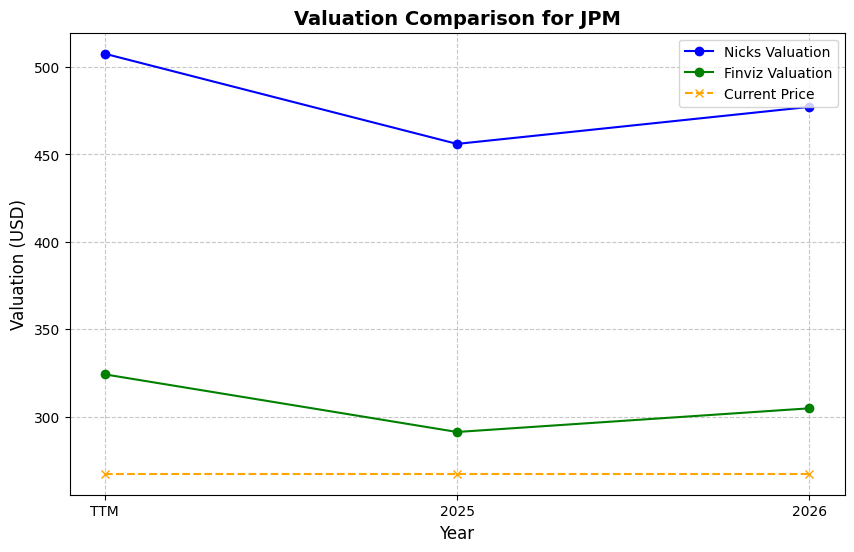 Valuation Comparison for JPM
Nicks Valuation
Finviz Valuation
Current Price
Valuation (USD)
500
450
400
350
300
TTM
2025
2026
Year